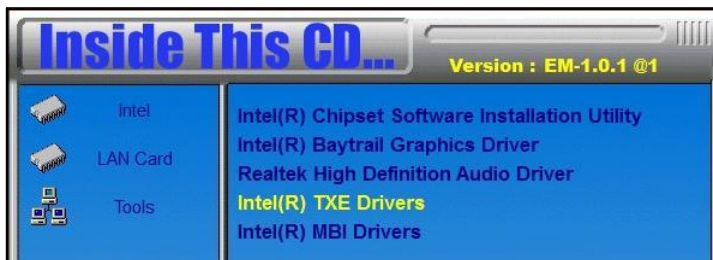 Inside This CD...
Version : EM-1.0.1 @1
Intel
LAN Card
Tools
Intel(R) Chipset Software Installation Utility
Intel(R) Baytrail Graphics Driver
Realtek High Definition Audio Driver
Intel(R) TXE Drivers
Intel(R) MBI Drivers